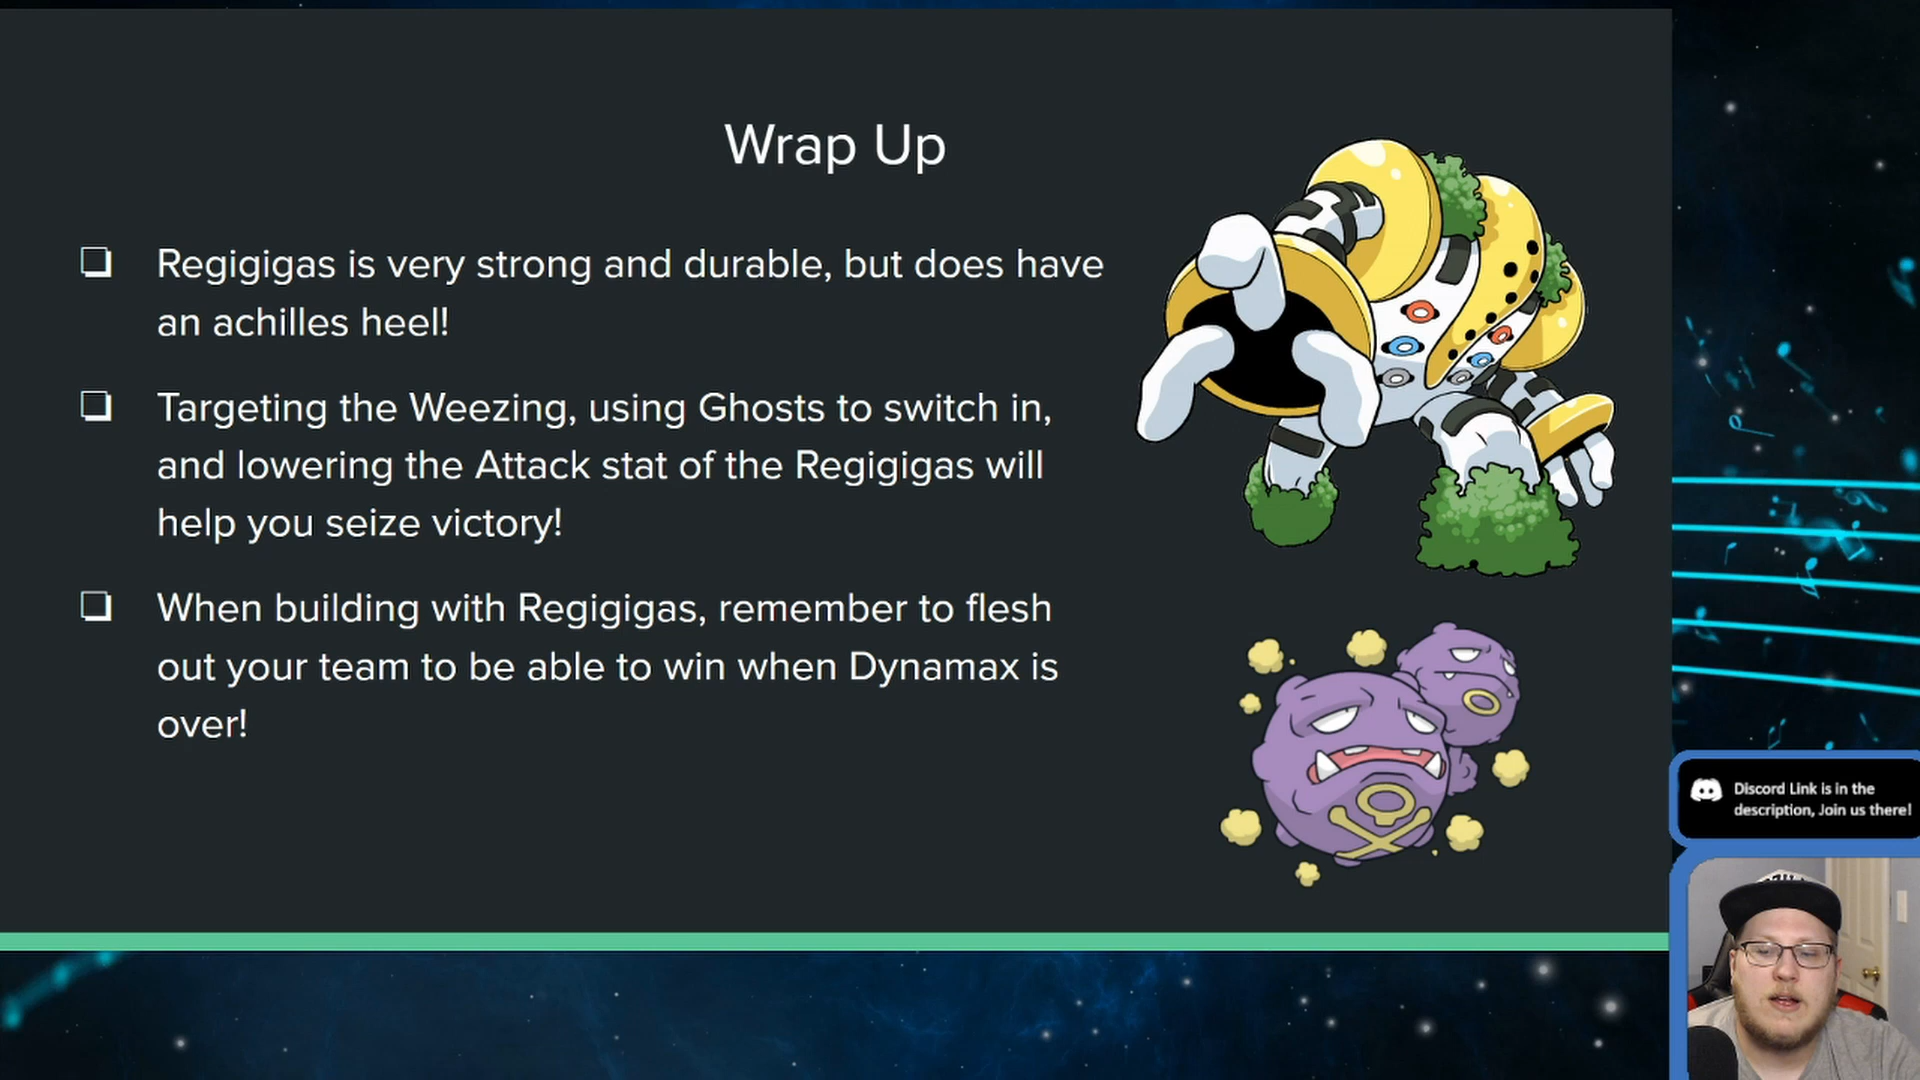 Wrap Up
Regigigas is very strong and durable, but does have
an achilles heel!
Targeting the Weezing, using Ghosts to switch in,
and lowering the Attack stat of the Regigigas will
help you seize victory!
When building with Regigigas, remember to flesh
out your team to be able to win when Dynamax is
over!
Discord Link is in the
description, Join us there!